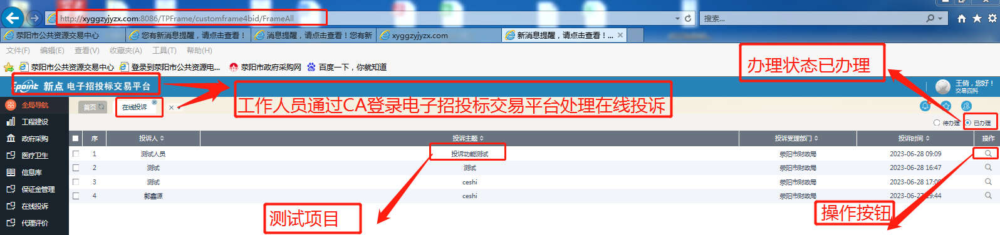 http://xyggzyjyzx.com:8086/TPFrame/customframe4bid/FrameAll
搜索...
荥阳市公共资源交易中心
您有新消息提醒，请点击查看！
消息提醒，请点击查看！您有新
xyggzyjyzx.com
新消息提醒，请点击查看！...
文件(F) 编辑(E) 查看(V) 收藏夹(A) 工具(T) 帮助(H)
荥阳市公共资源交易中心 登录到荥阳市公共资源电... 荥阳市政府采购网 百度一下，你就知道
办理状态已办理
Epoint 新点 电子招投标交易平台
王倩，您好！
交易四科
工作人员通过CA登录电子招投标交易平台处理在线投诉
全局导航
首页 在线投诉
工程建设
待办理 已办理
政府采购
序 投诉人 投诉主题 投诉受理部门 投诉时间 操作
医疗卫生
1 测试人员 投诉功能测试 荥阳市财政局 2023-06-28 09:09
信息库
2 测试 测试 荥阳市财政局 2023-06-28 16:47
保证金管理
3 测试 ceshi 荥阳市财政局 2023-06-28 17:00
在线投诉
4 郭鑫源 ceshi 荥阳市财政局 2023-06-27 19:44
代理评价
测试项目
操作按钮